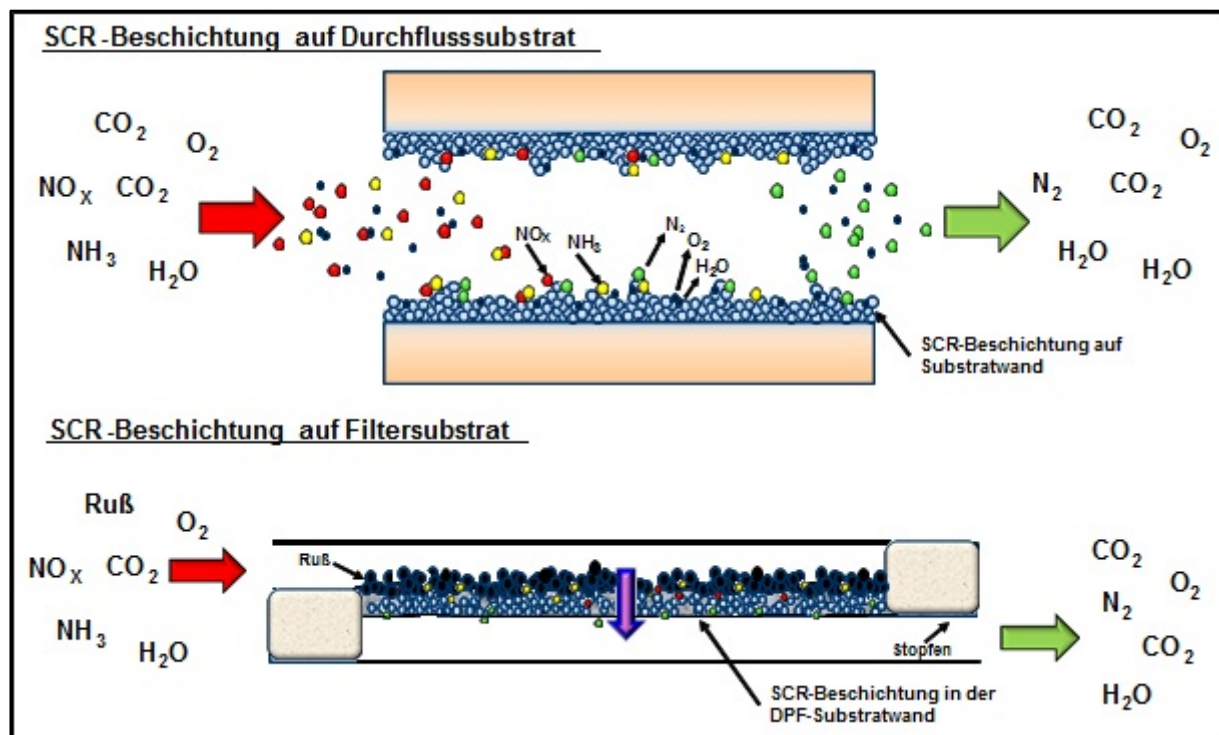 SCR-Beschichtung auf Durchflusssubstrat
CO2
O2
NOX CO2
NH3
H2O
NOX
NH3
N2
O2
H2O
CO2
O2
N2
CO2
H2O
H2O
SCR-Beschichtung auf
Substratwand
SCR-Beschichtung auf Filtersubstrat
Ruß
O2
NOX CO2
NH3
H2O
Ruß
Stopfen
SCR-Beschichtung in der
DPF-Substratwand
CO2
O2
N2
CO2
H2O